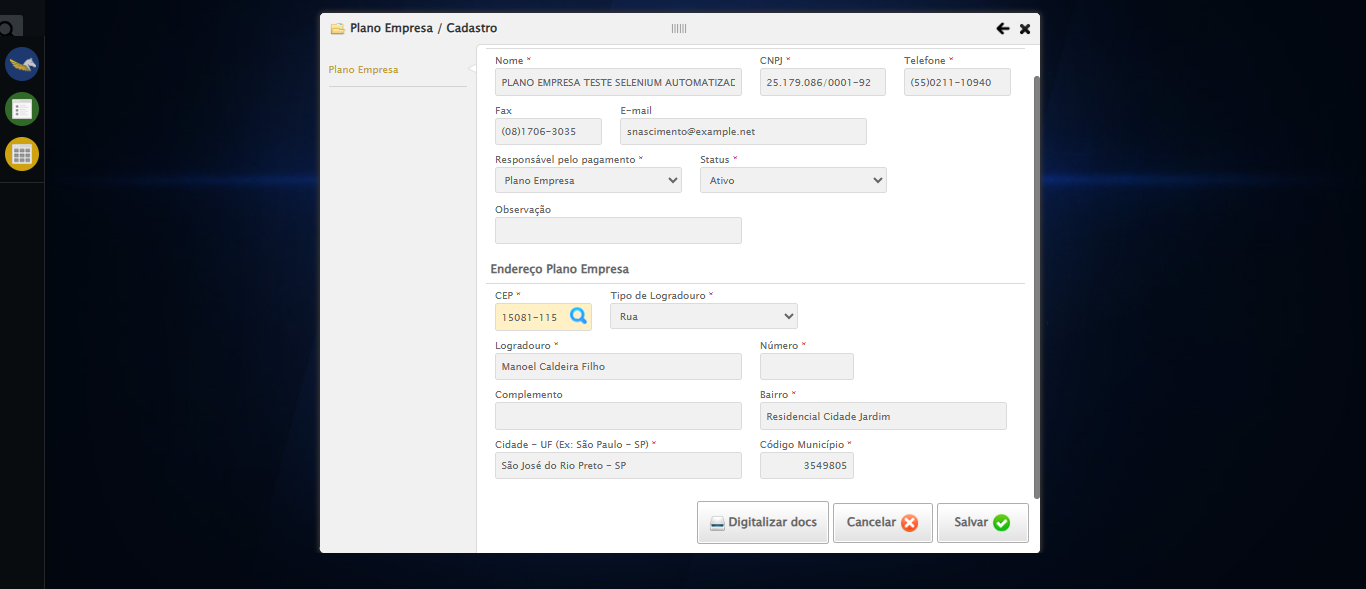 Plano Empresa / Cadastro
Plano Empresa
Nome * CNPJ * Telefone *
PLANO EMPRESA TESTE SELENIUM AUTOMATIZAD 25.179.086/0001-92 (55)0211-10940
Fax E-mail
(08)1706-3035 snascimento@example.net
Responsável pelo pagamento * Status *
Plano Empresa Ativo
Observação
Endereço Plano Empresa
CEP * Tipo de Logradouro *
15081-115 Rua
Logradouro * Número *
Manoel Caldeira Filho
Complemento Bairro *
Residencial Cidade Jardim
Cidade - UF (Ex: São Paulo - SP) * Código Município *
São José do Rio Preto - SP 3549805
Digitalizar docs Cancelar Salvar